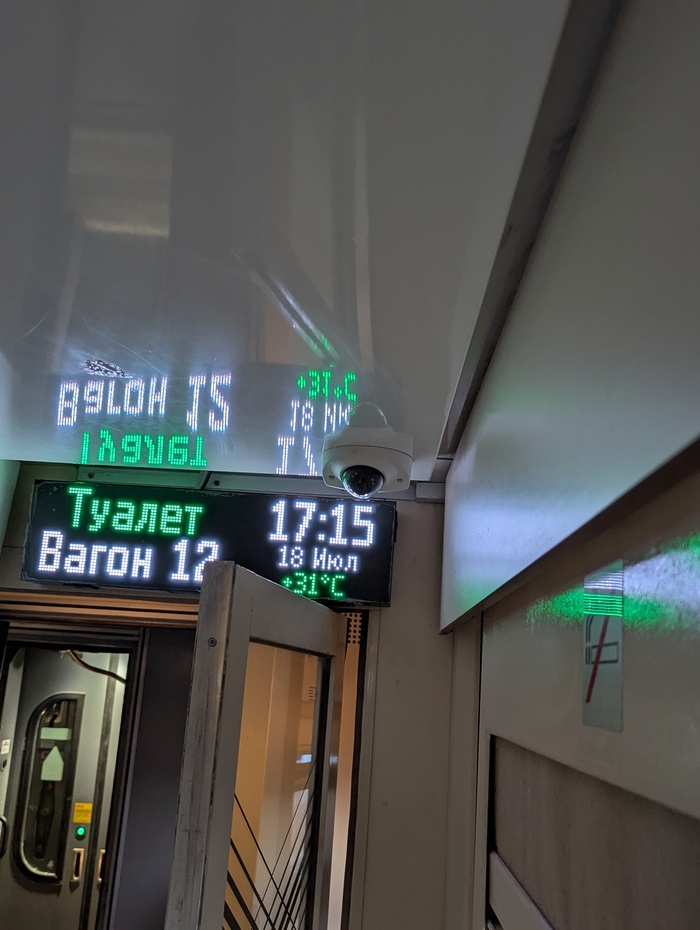 Туалет
Вагон 12
17:15
18 Июл
+31°C